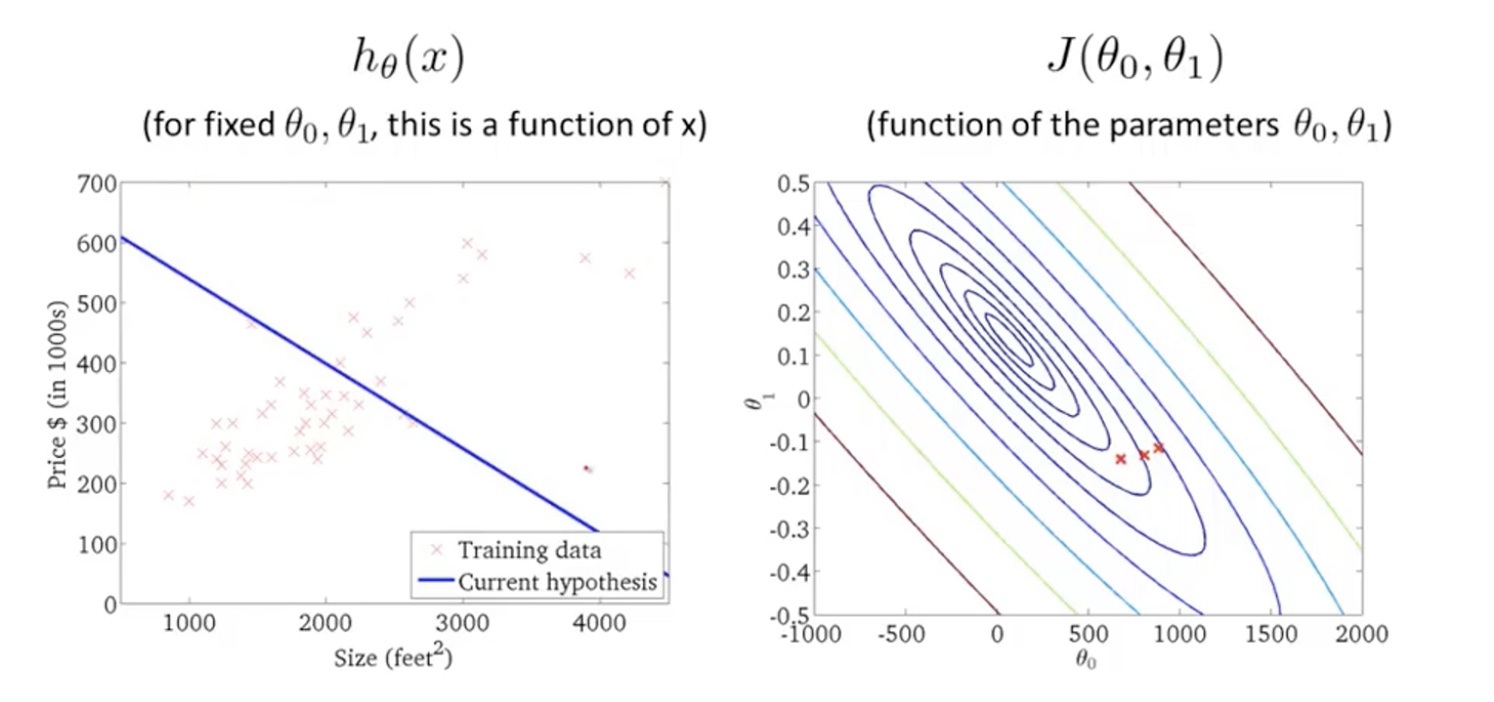 hθ(x)
(for fixed θ0, θ1, this is a function of x)
700
600
500
400
300
200
100
0
Price $ (in 1000s)
1000 2000 3000 4000
Size (feet²)
Training data
Current hypothesis
J(θ0, θ1)
(function of the parameters θ0, θ1)
0.5
0.4
0.3
0.2
0.1
0
-0.1
-0.2
-0.3
-0.4
-0.5
θ1
-1000 -500 0 500 1000 1500 2000
θ0